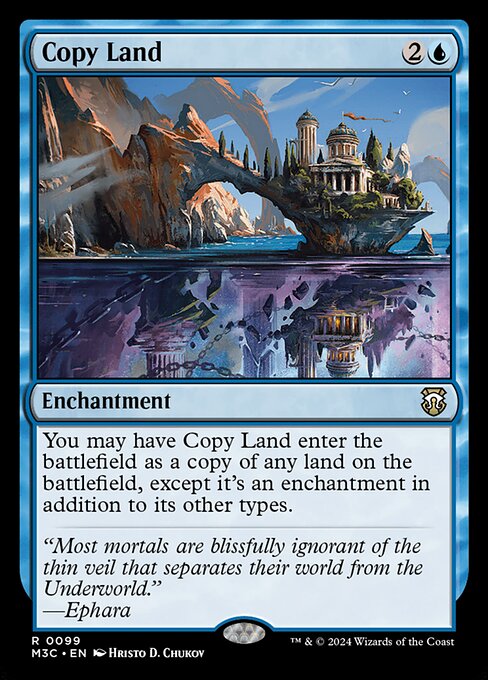 Copy Land 2
Enchantment
You may have Copy Land enter the
battlefield as a copy of any land on the
battlefield, except it's an enchantment in
addition to its other types.
“Most mortals are blissfully ignorant of the
thin veil that separates their world from the
Underworld.”
—Ephara
R 0099
M3C • EN Hristo D. Chukov
™ & © 2024 Wizards of the Coast